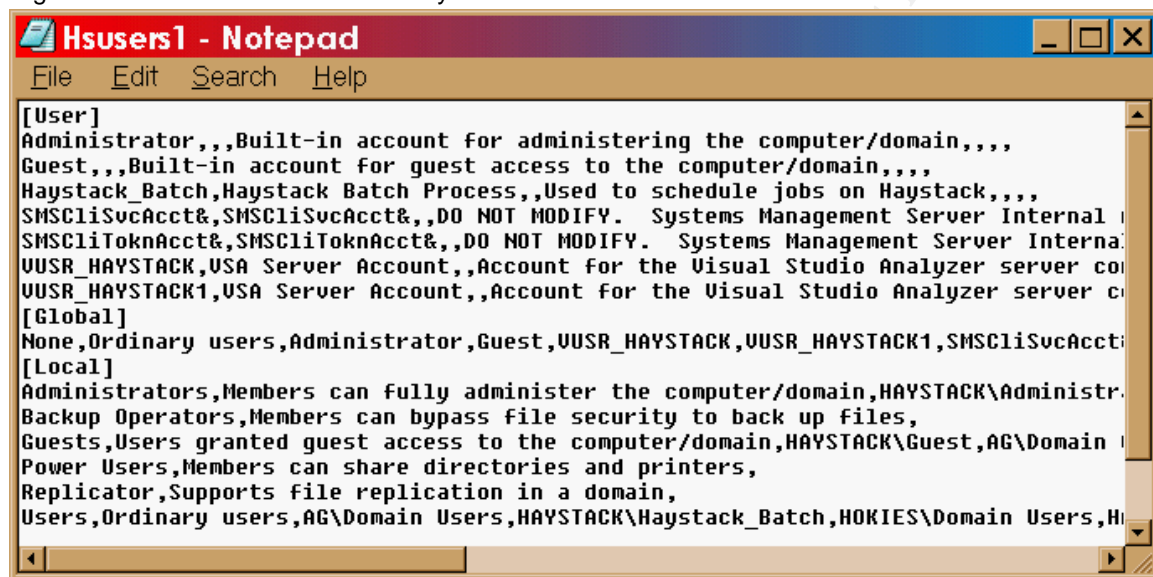 Hsusers1 - Notepad
File Edit Search Help
[User]
Administrator,,,Built-in account for administering the computer/domain,,,,
Guest,,,Built-in account for guest access to the computer/domain,,,,
Haystack_Batch,Haystack Batch Process,,Used to schedule jobs on Haystack,,,,
SMSCliSvcAcct&,SMSCliSvcAcct&,,DO NOT MODIFY.  Systems Management Server Internal
SMSCliToknAcct&,SMSCliToknAcct&,,DO NOT MODIFY.  Systems Management Server Interna
VUSR_HAYSTACK,VSA Server Account,,Account for the Visual Studio Analyzer server
VUSR_HAYSTACK1,VSA Server Account,,Account for the Visual Studio Analyzer server
[Global]
None,Ordinary users,Administrator,Guest,VUSR_HAYSTACK,VUSR_HAYSTACK1,SMSCliSvcAcct
[Local]
Administrators,Members can fully administer the computer/domain,HAYSTACK\Administr
Backup Operators,Members can bypass file security to back up files,
Guests,Users granted guest access to the computer/domain,HAYSTACK\Guest,AG\Domain
Power Users,Members can share directories and printers,
Replicator,Supports file replication in a domain,
Users,Ordinary users,AG\Domain Users,HAYSTACK\Haystack_Batch,HOKIES\Domain Users,